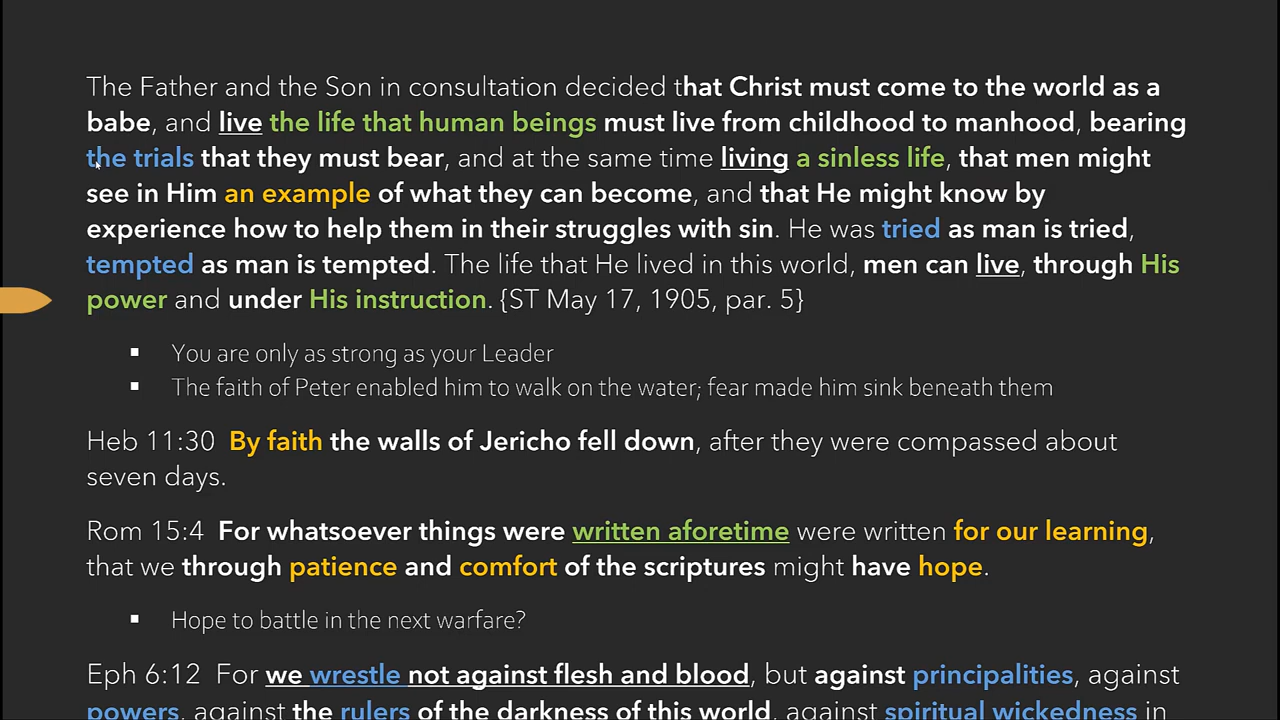 The Father and the Son in consultation decided that Christ must come to the world as a
babe, and live the life that human beings must live from childhood to manhood, bearing
the trials that they must bear, and at the same time living a sinless life, that men might
see in Him an example of what they can become, and that He might know by
experience how to help them in their struggles with sin. He was tried as man is tried,
tempted as man is tempted. The life that He lived in this world, men can live, through His
power and under His instruction. {ST May 17, 1905, par. 5}
▪ You are only as strong as your Leader
▪ The faith of Peter enabled him to walk on the water; fear made him sink beneath them
Heb 11:30 By faith the walls of Jericho fell down, after they were compassed about
seven days.
Rom 15:4 For whatsoever things were written aforetime were written for our learning,
that we through patience and comfort of the scriptures might have hope.
▪ Hope to battle in the next warfare?
Eph 6:12 For we wrestle not against flesh and blood, but against principalities, against
powers, against the rulers of the darkness of this world, against spiritual wickedness in